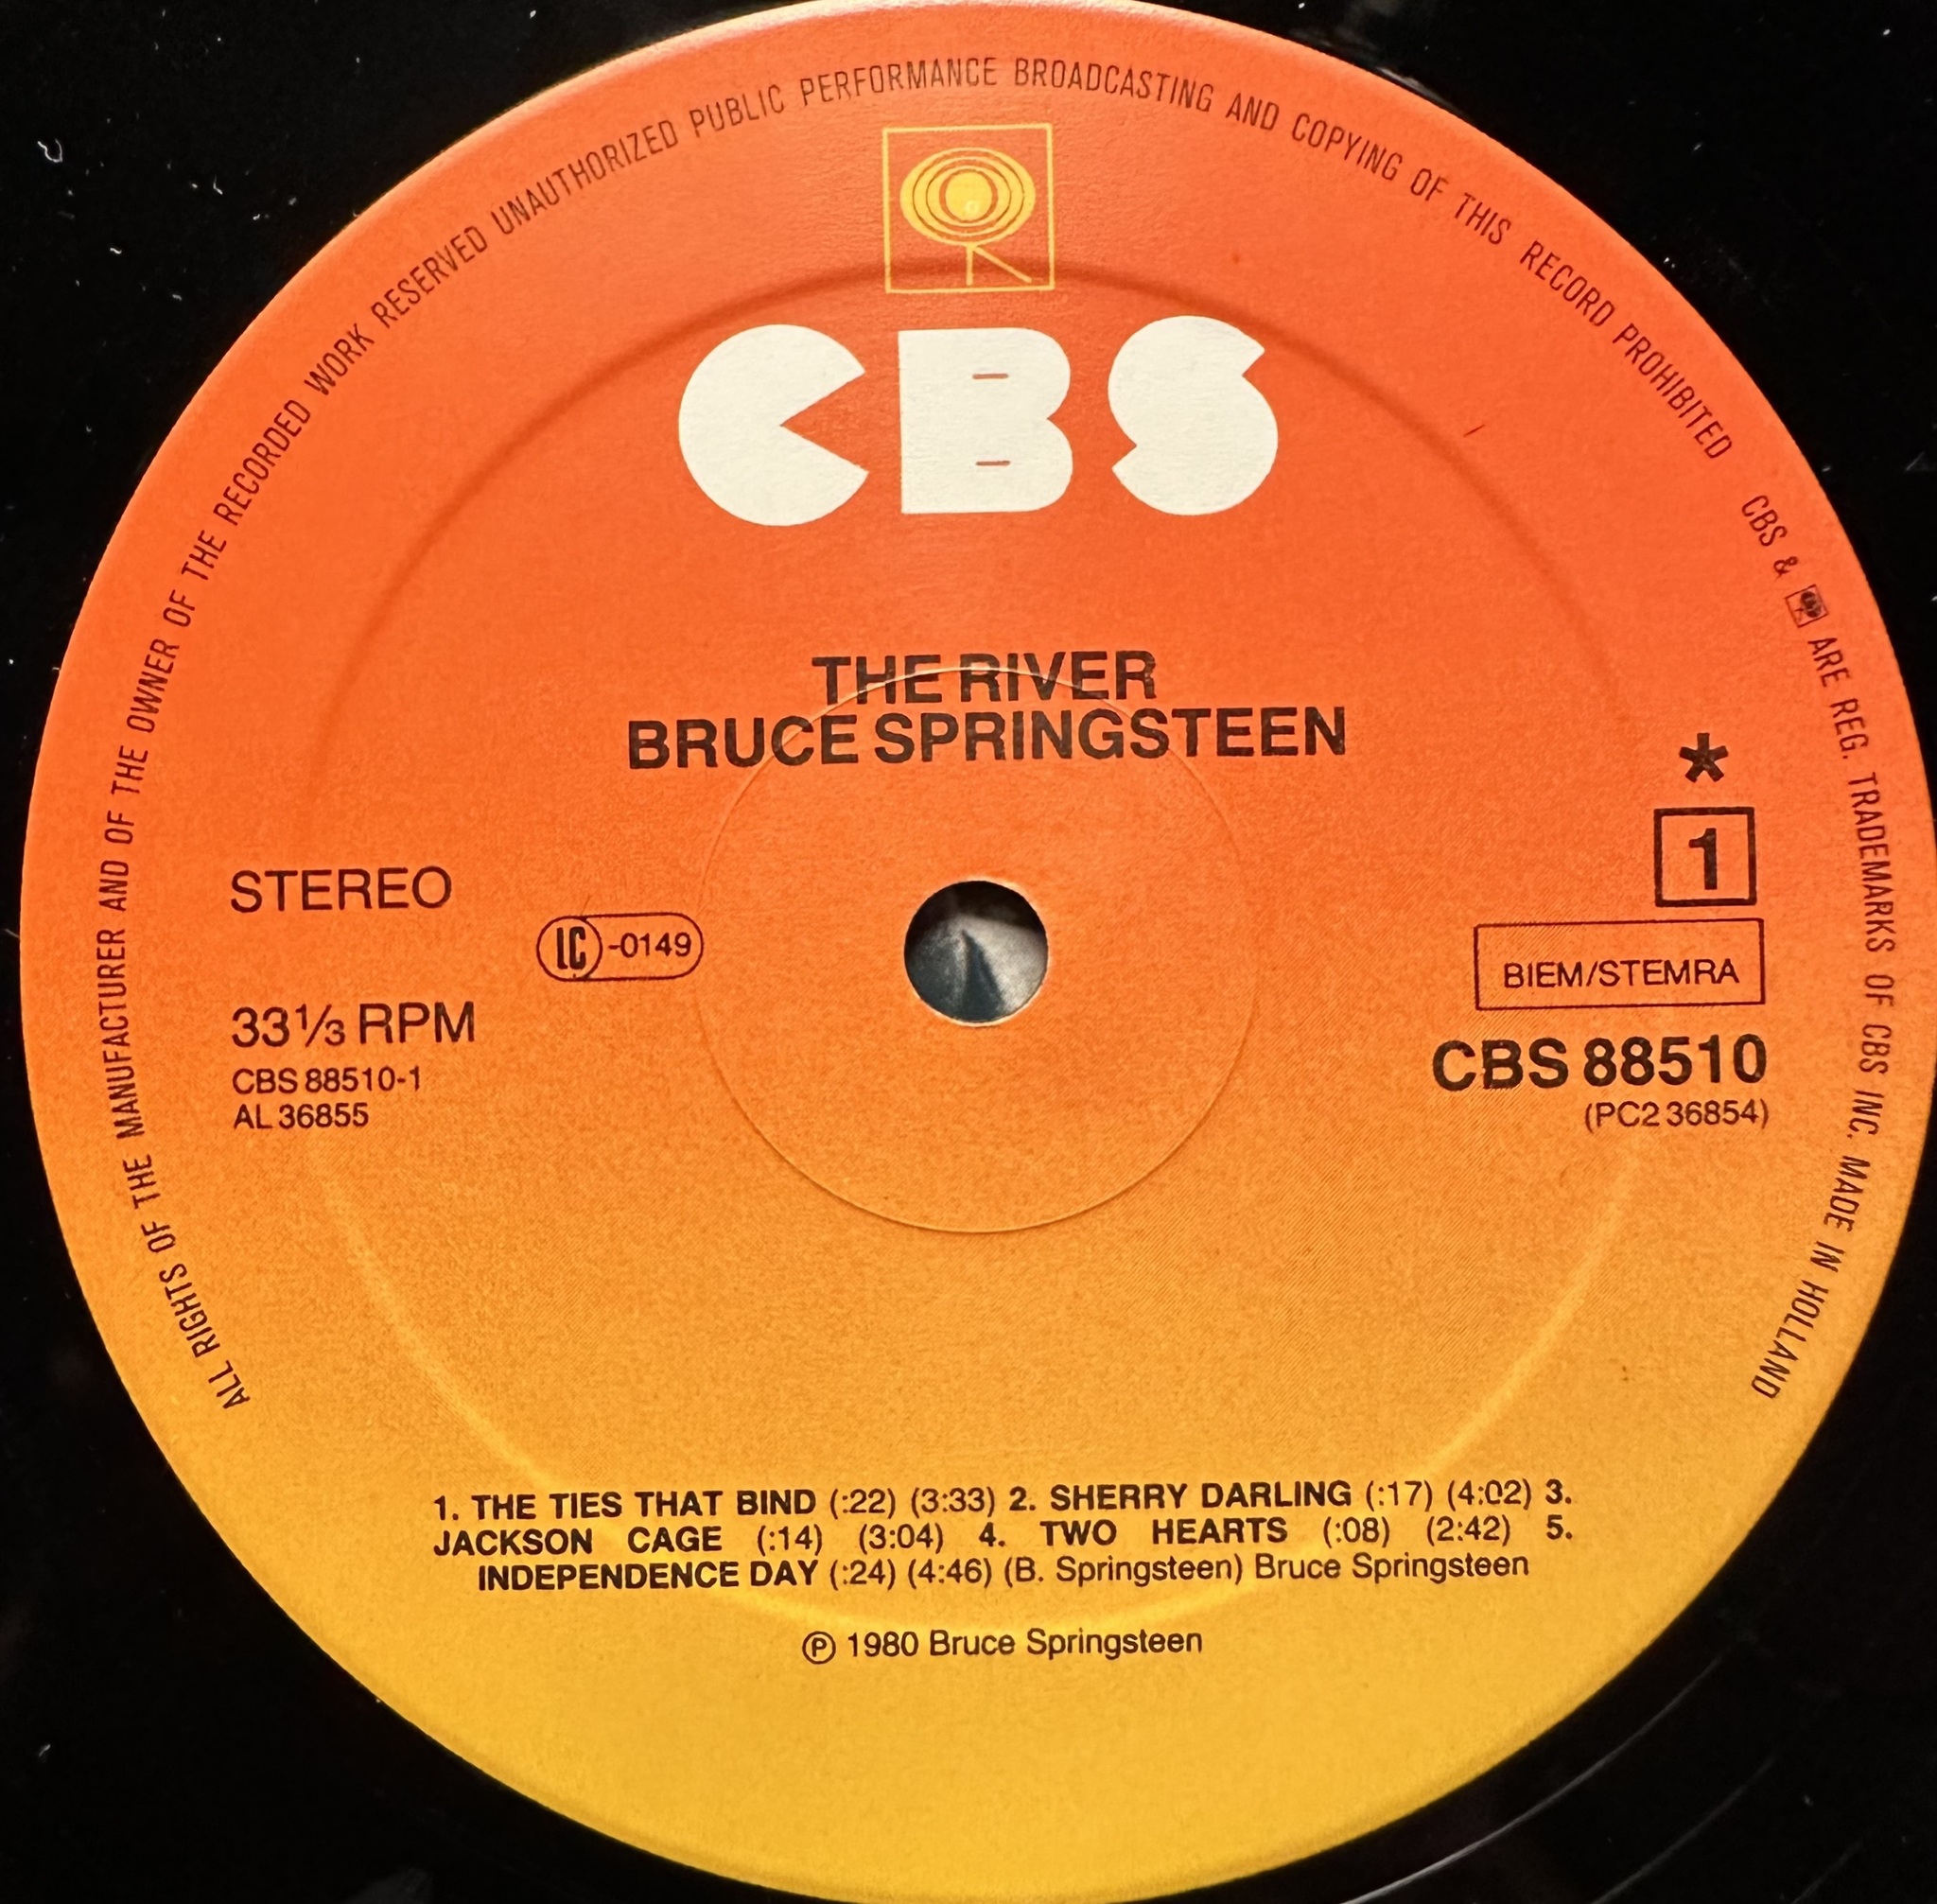 ALL RIGHTS OF THE MANUFACTURER AND OF THE OWNER OF THE RECORDED WORK RESERVED UNAUTHORIZED PUBLIC PERFORMANCE BROADCASTING AND COPYING OF THIS RECORD PROHIBITED CBS & ARE REG. TRADEMARKS OF CBS INC. MADE IN HOLLAND
CBS
THE RIVER
BRUCE SPRINGSTEEN
*
1
STEREO
LC-0149
BIEM/STEMRA
33⅓ RPM
CBS 88510-1
AL 36855
CBS 88510
(PC2 36854)
1. THE TIES THAT BIND (:22) (3:33) 2. SHERRY DARLING (:17) (4:02) 3.
JACKSON CAGE (:14) (3:04) 4. TWO HEARTS (:08) (2:42) 5.
INDEPENDENCE DAY (:24) (4:46) (B. Springsteen) Bruce Springsteen
℗ 1980 Bruce Springsteen